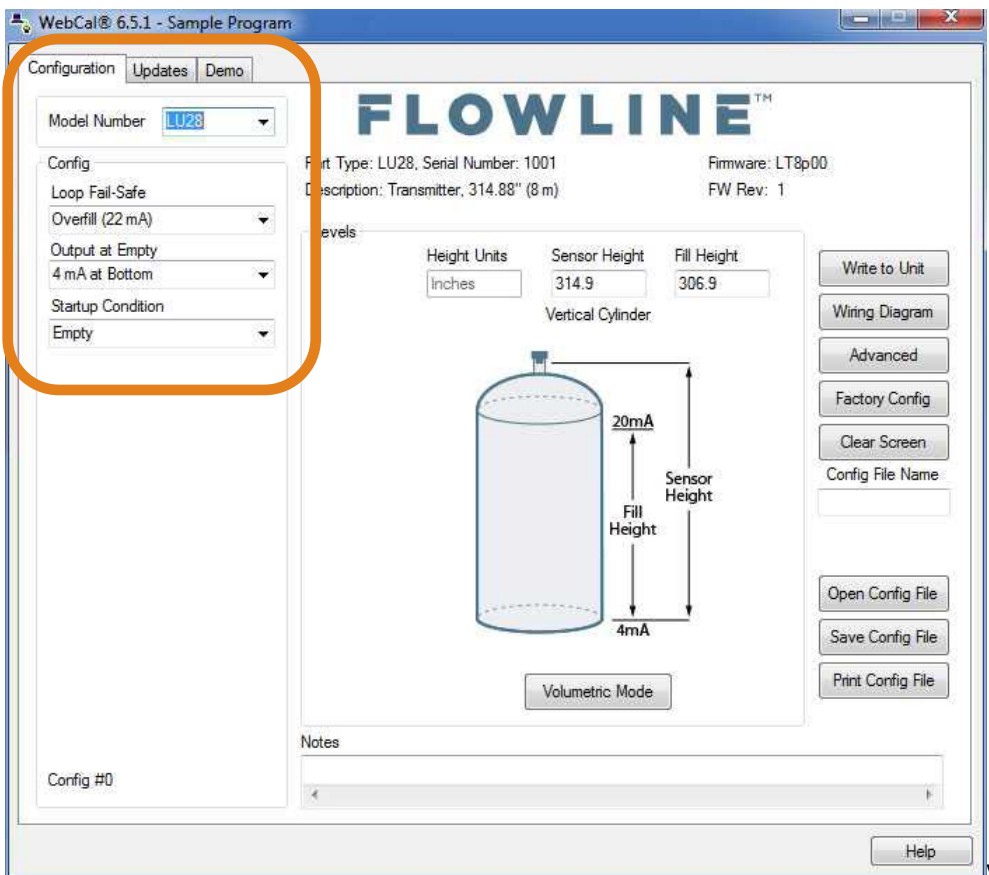 WebCal® 6.5.1 - Sample Program
Configuration Updates Demo
Model Number LU28
Config
Loop Fail-Safe
Overfill (22 mA)
Output at Empty
4 mA at Bottom
Startup Condition
Empty
Config #0
FLOWLINE™
Part Type: LU28, Serial Number: 1001 Firmware: LT8p00
Description: Transmitter, 314.88" (8 m) FW Rev: 1
Levels
Height Units Sensor Height Fill Height
Inches 314.9 306.9
Vertical Cylinder
20mA
Sensor
Height
Fill
Height
4mA
Volumetric Mode
Notes
Write to Unit
Wiring Diagram
Advanced
Factory Config
Clear Screen
Config File Name
Open Config File
Save Config File
Print Config File
Help